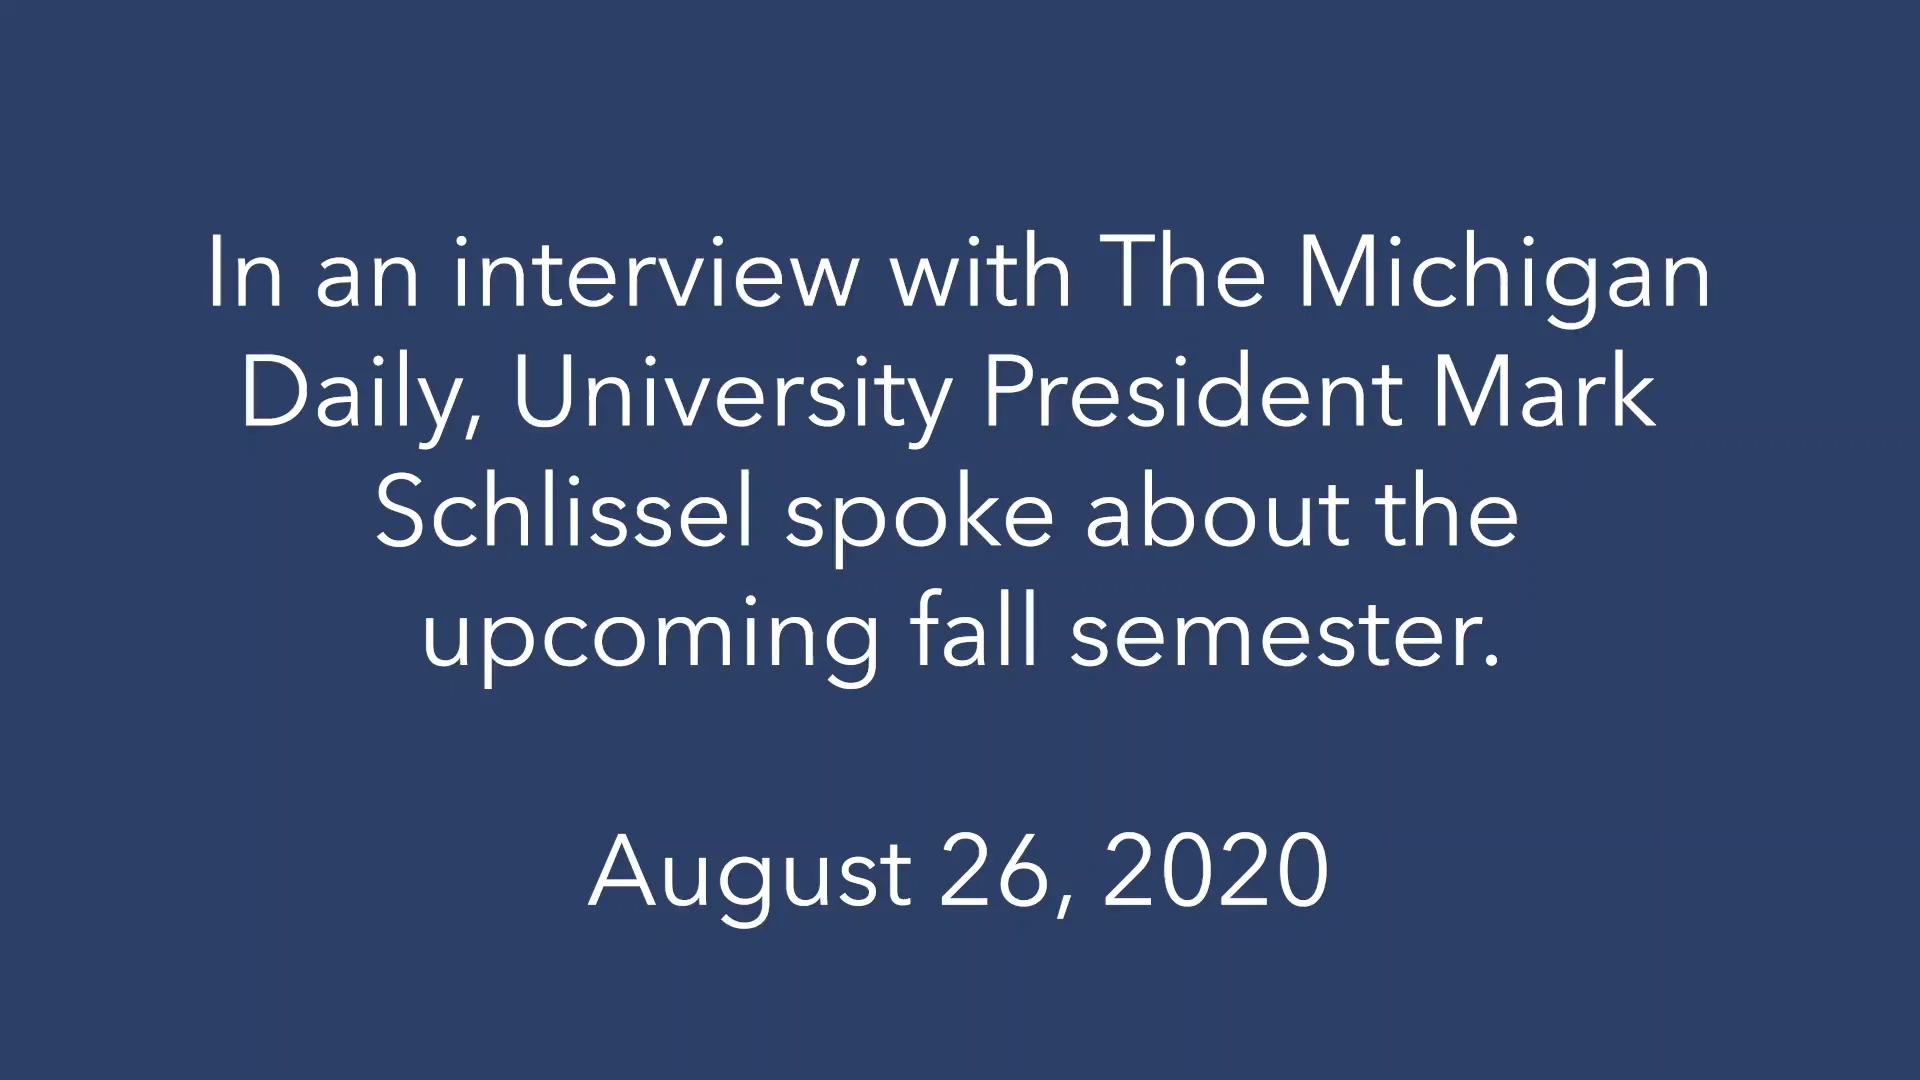 In an interview with The Michigan
Daily, University President Mark
Schlissel spoke about the
upcoming fall semester.
August 26, 2020